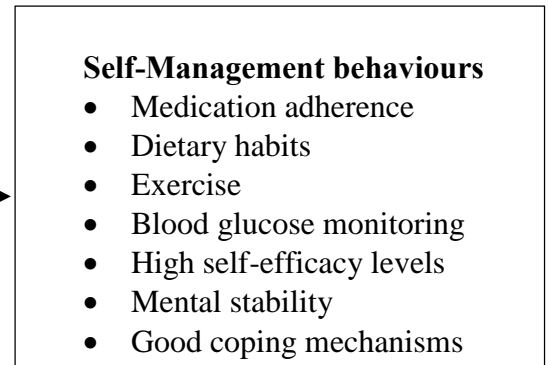 Self-Management behaviours
• Medication adherence
• Dietary habits
• Exercise
• Blood glucose monitoring
• High self-efficacy levels
• Mental stability
• Good coping mechanisms